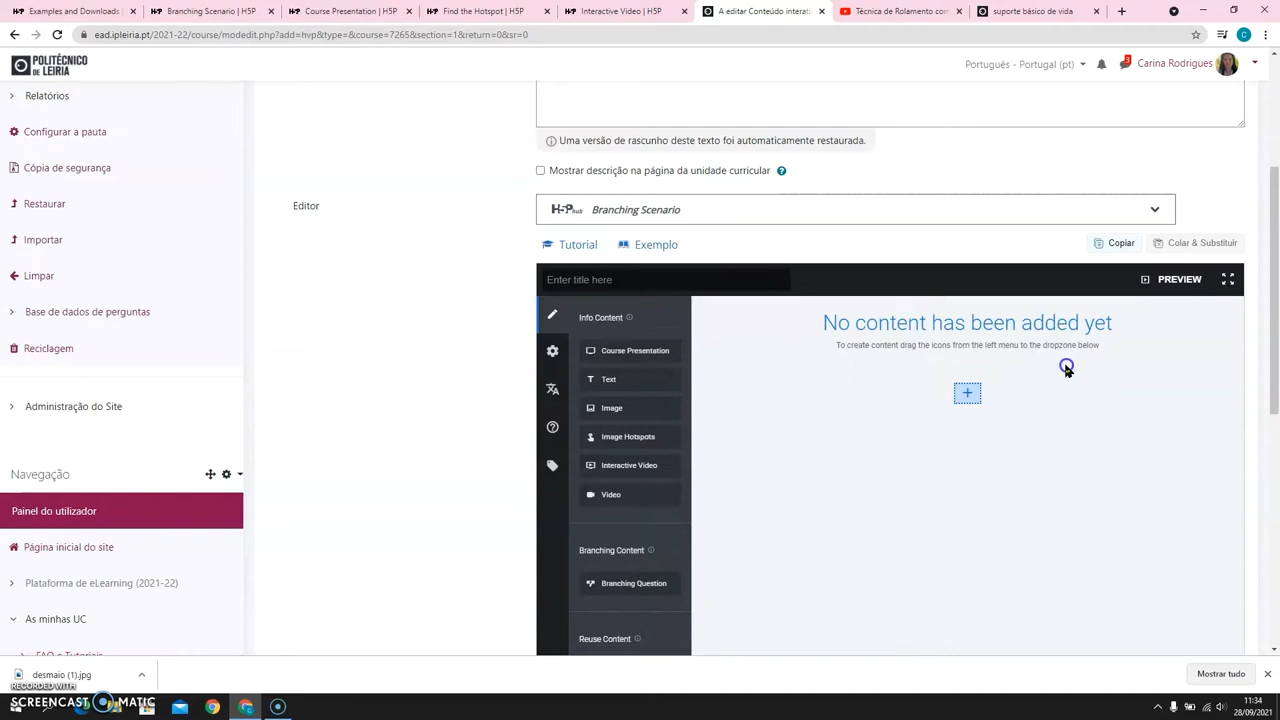 Examples and Downloads |
Branching Scenario | H5P
Course Presentation | H5P
Find the Hotspot | H5P
Interactive Video | H5P
A editar Conteúdo interati
Técnica de Rolamento con
suporte básico de vida
ead.ipleiria.pt/2021-22/course/modedit.php?add=hvp&type=&course=7265&section=1&return=0&sr=0
C
POLITÉCNICO
DE LEIRIA
Português - Portugal (pt)
3
Carina Rodrigues
Relatórios
Configurar a pauta
Cópia de segurança
Restaurar
Importar
Limpar
Base de dados de perguntas
Reciclagem
Administração do Site
Navegação
Painel do utilizador
Página inicial do site
Plataforma de eLearning (2021-22)
As minhas UC
FAQ e Tutoriais
Uma versão de rascunho deste texto foi automaticamente restaurada.
Mostrar descrição na página da unidade curricular
Editor
H5P hub Branching Scenario
Tutorial
Exemplo
Copiar
Colar & Substituir
Enter title here
PREVIEW
Info Content
Course Presentation
Text
Image
Image Hotspots
Interactive Video
Video
Branching Content
Branching Question
Reuse Content
No content has been added yet
To create content drag the icons from the left menu to the dropzone below
desmaio (1).jpg
Mostrar tudo
RECORDED WITH
SCREENCAST MATIC
11:34
28/09/2021